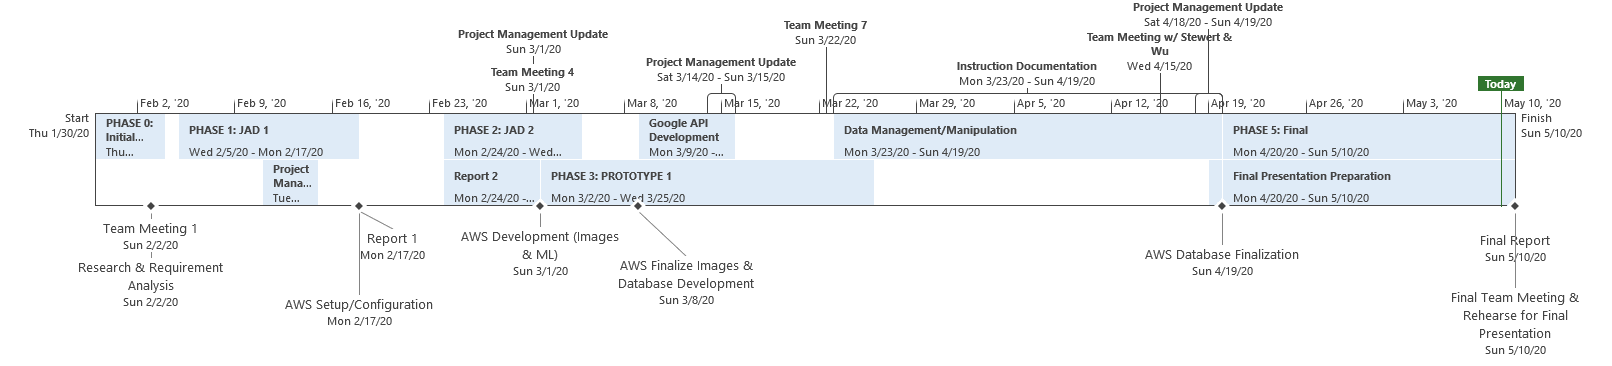 Project Management Update
Sat 4/18/20 - Sun 4/19/20
Team Meeting 7
Sun 3/22/20
Project Management Update
Sun 3/1/20
Team Meeting w/ Stewert &
Wu
Wed 4/15/20
Project Management Update
Sat 3/14/20 - Sun 3/15/20
Instruction Documentation
Mon 3/23/20 - Sun 4/19/20
Team Meeting 4
Sun 3/1/20
Today
Feb 2, '20
Feb 9, '20
Feb 16, '20
Feb 23, '20
Mar 1, '20
Mar 8, '20
Mar 15, '20
Mar 22, '20
Mar 29, '20
Apr 5, '20
Apr 12, '20
Apr 19, '20
Apr 26, '20
May 3, '20
May 10, '20
Start
Thu 1/30/20
Finish
Sun 5/10/20
PHASE 0:
Initial...
Thu...
PHASE 1: JAD 1
Wed 2/5/20 - Mon 2/17/20
PHASE 2: JAD 2
Mon 2/24/20 - Wed...
Google API
Development
Mon 3/9/20 -...
Data Management/Manipulation
Mon 3/23/20 - Sun 4/19/20
PHASE 5: Final
Mon 4/20/20 - Sun 5/10/20
Project
Mana...
Tue...
Report 2
Mon 2/24/20 -...
PHASE 3: PROTOTYPE 1
Mon 3/2/20 - Wed 3/25/20
Final Presentation Preparation
Mon 4/20/20 - Sun 5/10/20
Team Meeting 1
Sun 2/2/20
Research & Requirement
Analysis
Sun 2/2/20
Report 1
Mon 2/17/20
AWS Setup/Configuration
Mon 2/17/20
AWS Development (Images
& ML)
Sun 3/1/20
AWS Finalize Images &
Database Development
Sun 3/8/20
AWS Database Finalization
Sun 4/19/20
Final Report
Sun 5/10/20
Final Team Meeting &
Rehearse for Final
Presentation
Sun 5/10/20